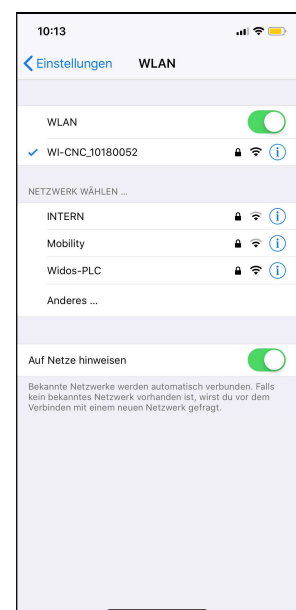 10:13
Einstellungen WLAN
WLAN
WI-CNC_10180052
NETZWERK WÄHLEN ...
INTERN
Mobility
Widos-PLC
Anderes ...
Auf Netze hinweisen
Bekannte Netzwerke werden automatisch verbunden. Falls
kein bekanntes Netzwerk vorhanden ist, wirst du vor dem
Verbinden mit einem neuen Netzwerk gefragt.